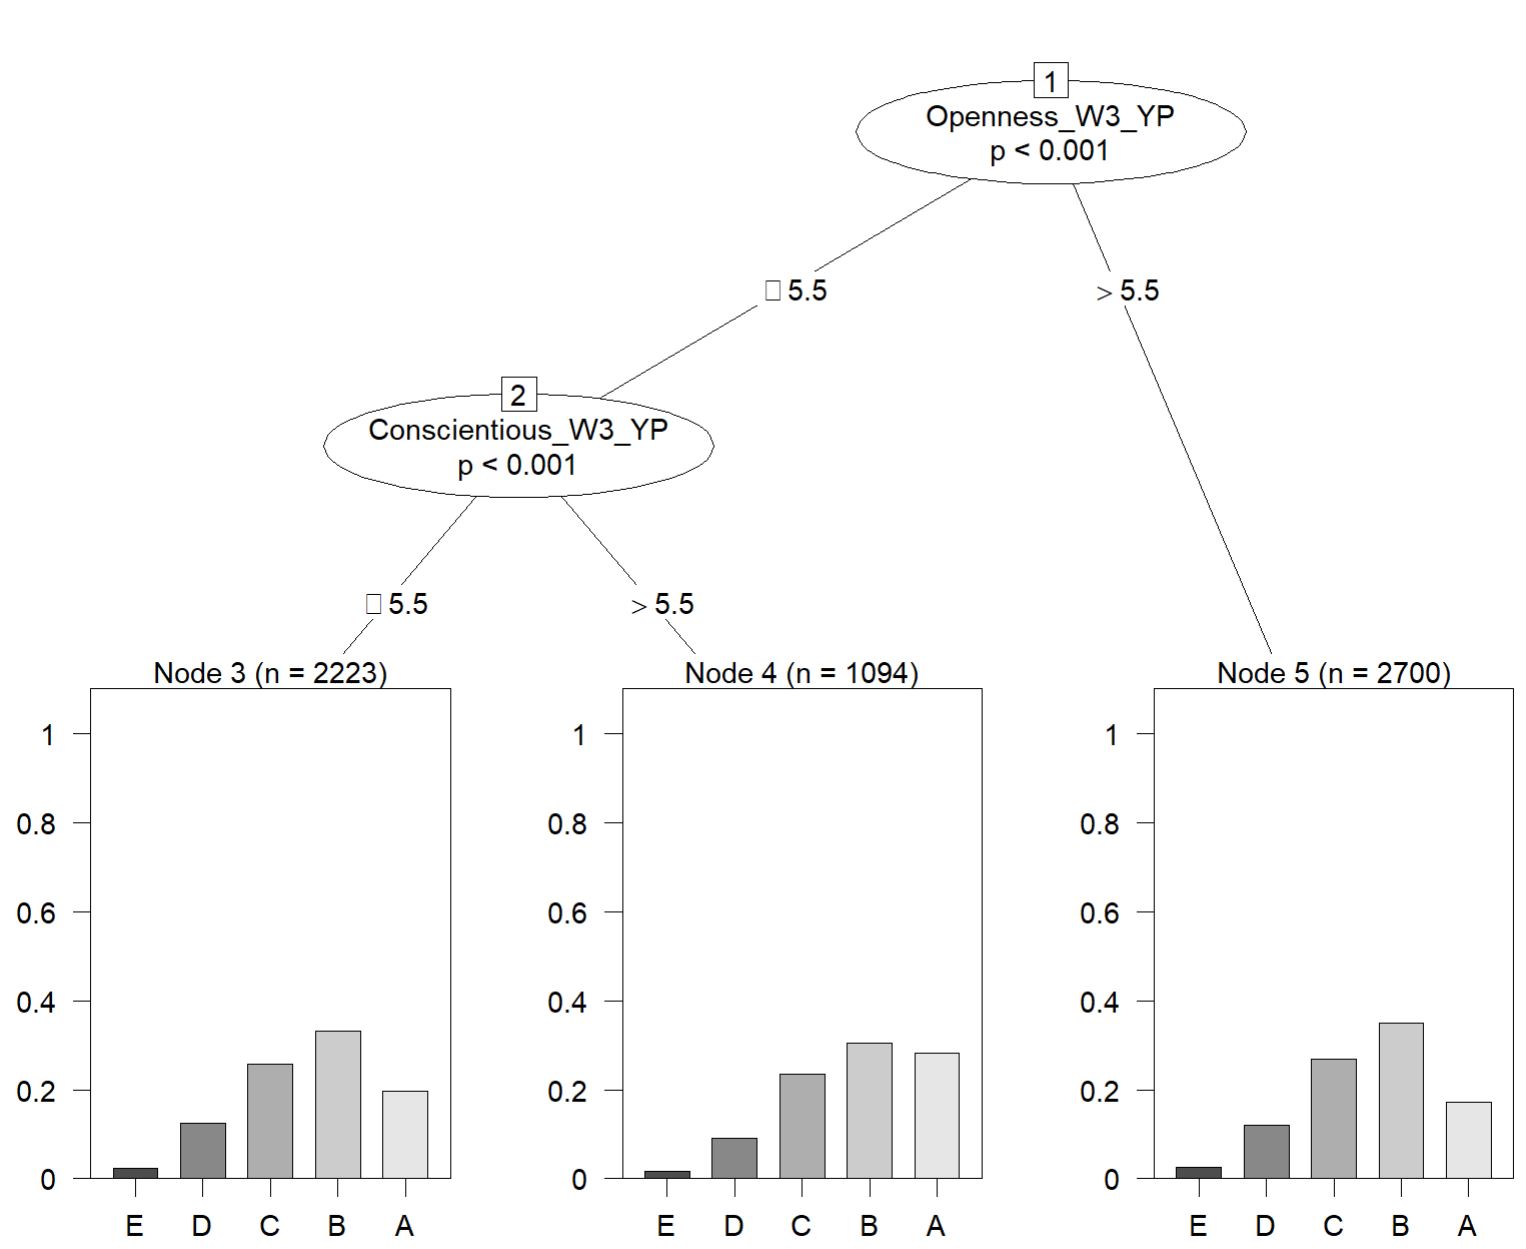 1
Openness_W3_YP
p < 0.001
□ 5.5
> 5.5
2
Conscientious_W3_YP
p < 0.001
□ 5.5
> 5.5
Node 3 (n = 2223)
1
0.8
0.6
0.4
0.2
0
E D C B A
Node 4 (n = 1094)
1
0.8
0.6
0.4
0.2
0
E D C B A
Node 5 (n = 2700)
1
0.8
0.6
0.4
0.2
0
E D C B A